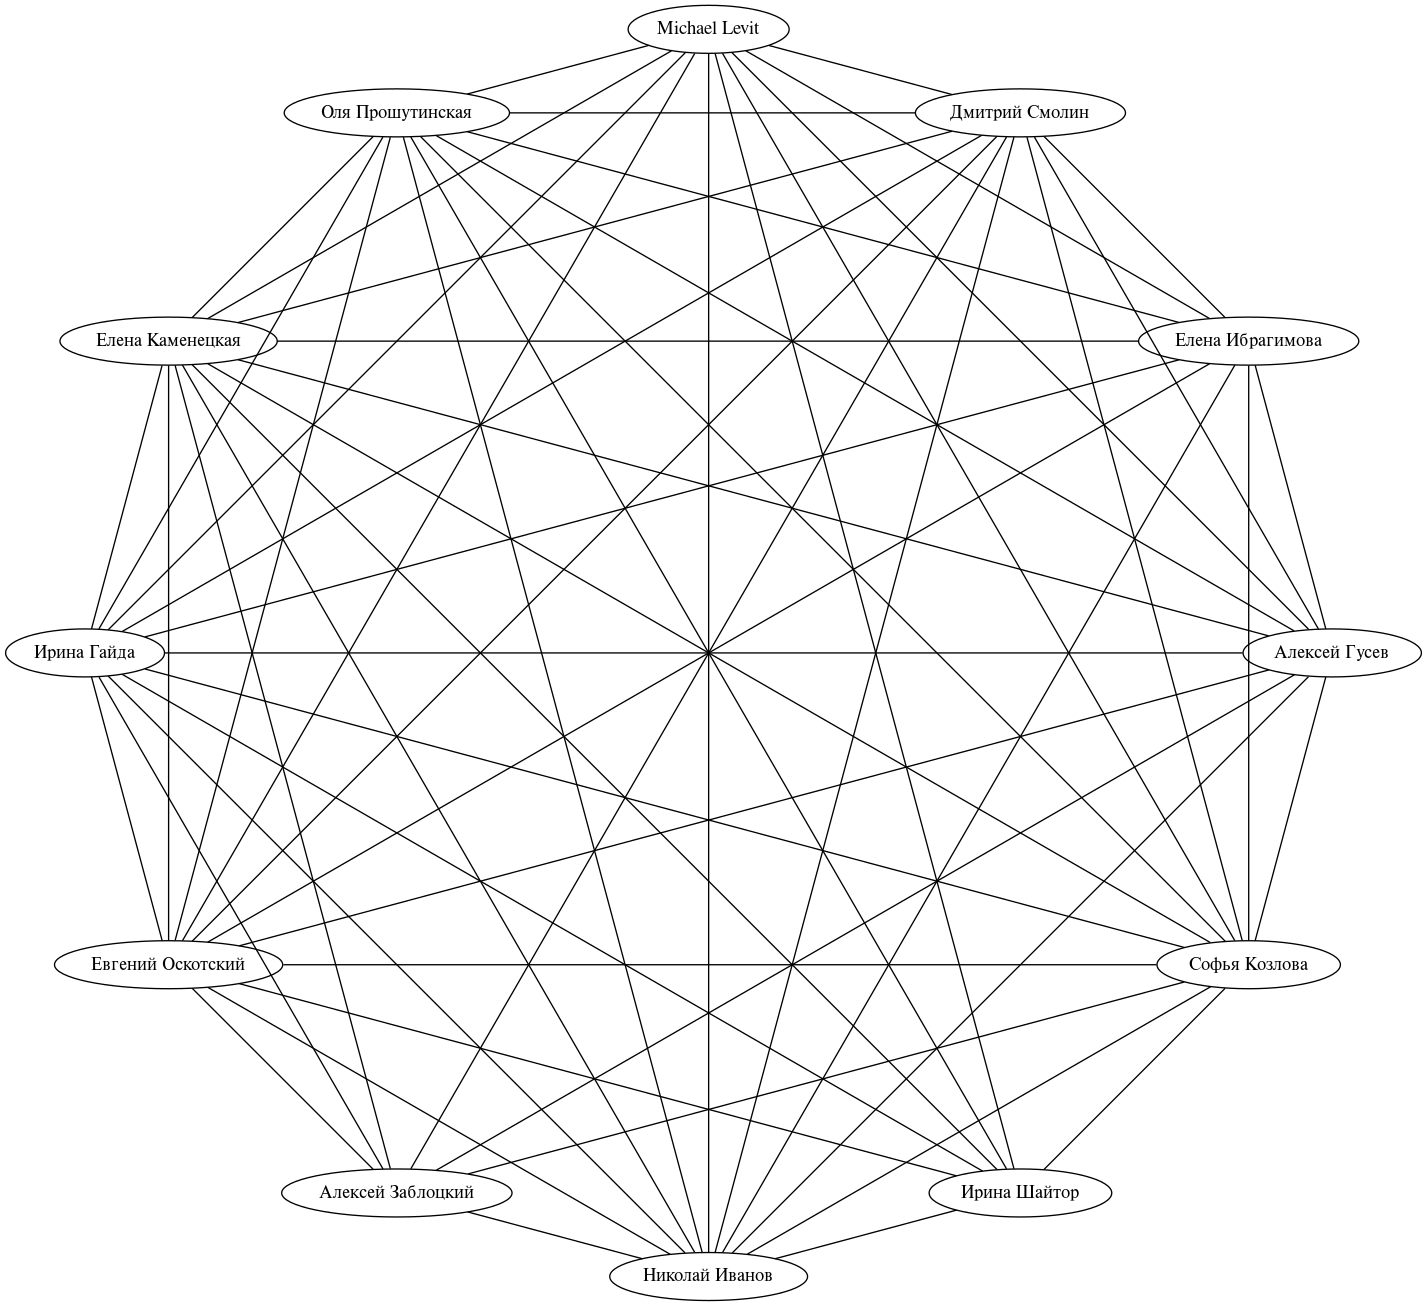 Michael Levit
Оля Прошутинская
Дмитрий Смолин
Елена Каменецкая
Елена Ибрагимова
Ирина Гайда
Алексей Гусев
Евгений Оскотский
Софья Козлова
Алексей Заблоцкий
Ирина Шайтор
Николай Иванов